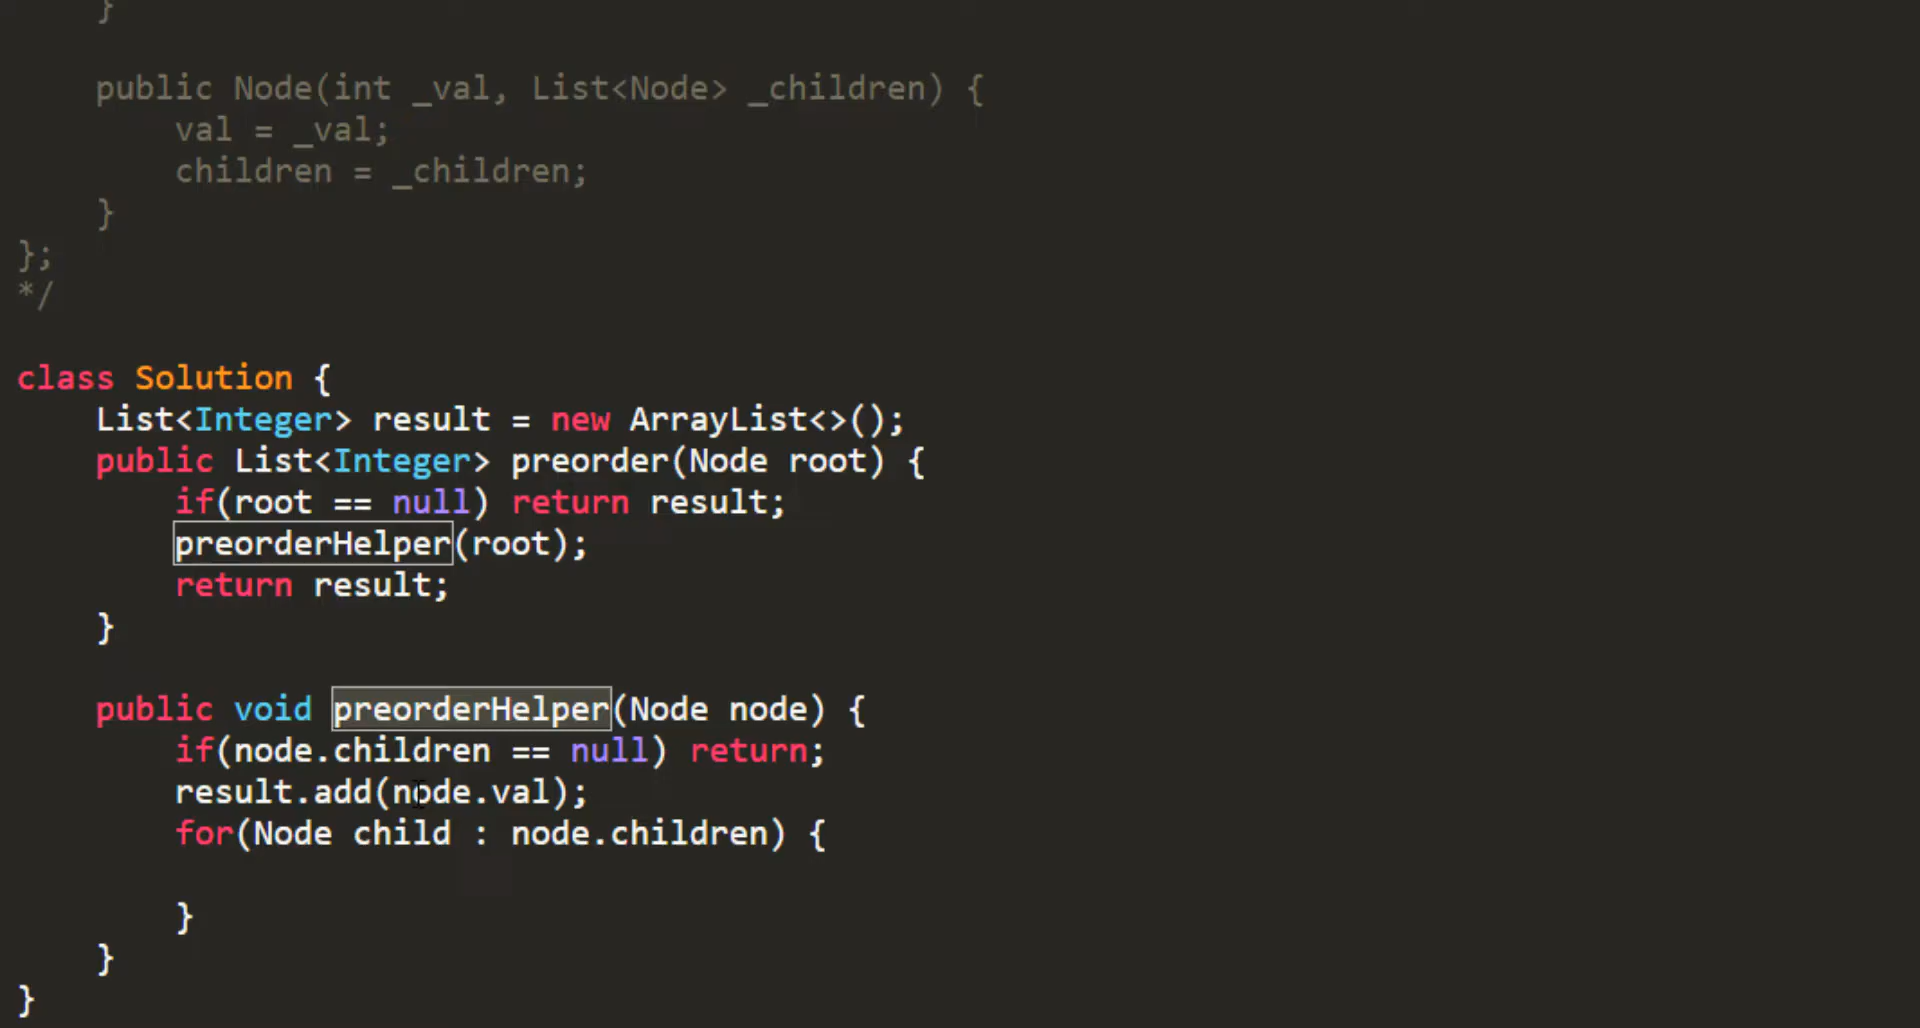 }
public Node(int _val, List<Node> _children) {
val = _val;
children = _children;
}
};
*/
class Solution {
List<Integer> result = new ArrayList<>();
public List<Integer> preorder(Node root) {
if(root == null) return result;
preorderHelper(root);
return result;
}
public void preorderHelper(Node node) {
if(node.children == null) return;
result.add(node.val);
for(Node child : node.children) {
}
}
}